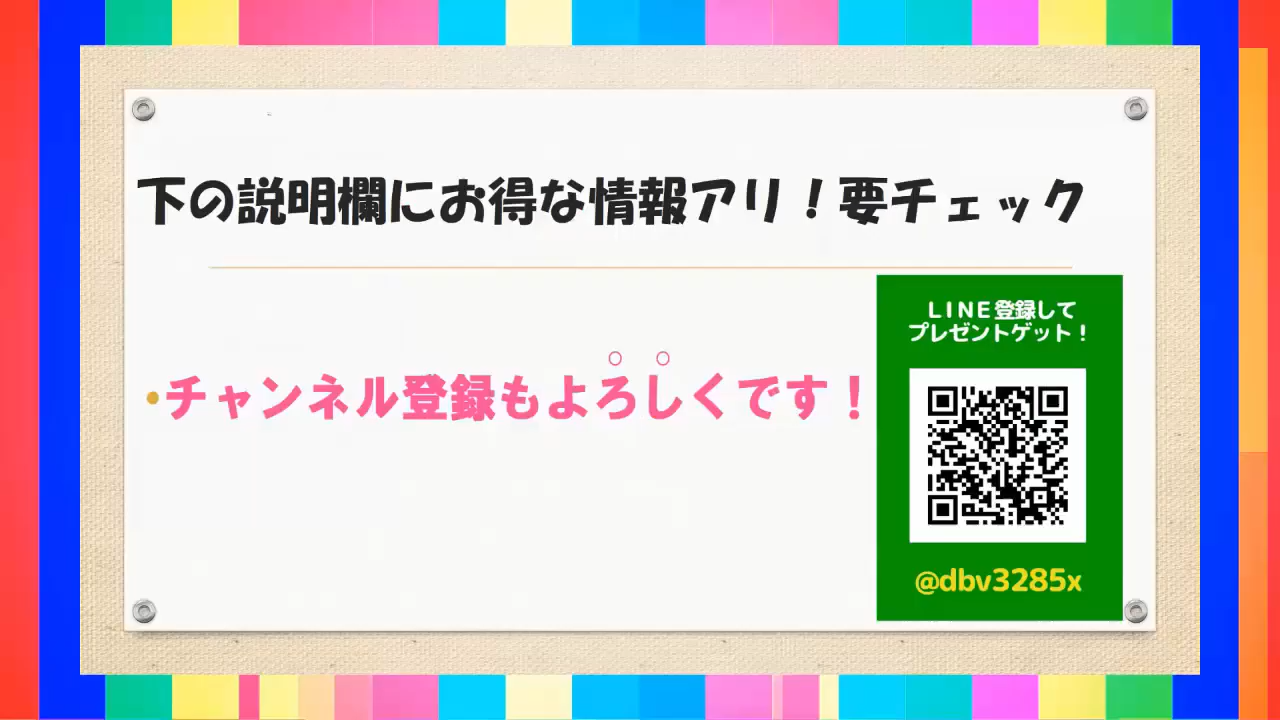 下の説明欄にお得な情報アリ！要チェック
•チャンネル登録もよろしくです！
LINE登録して
プレゼントゲット！
@dbv3285x